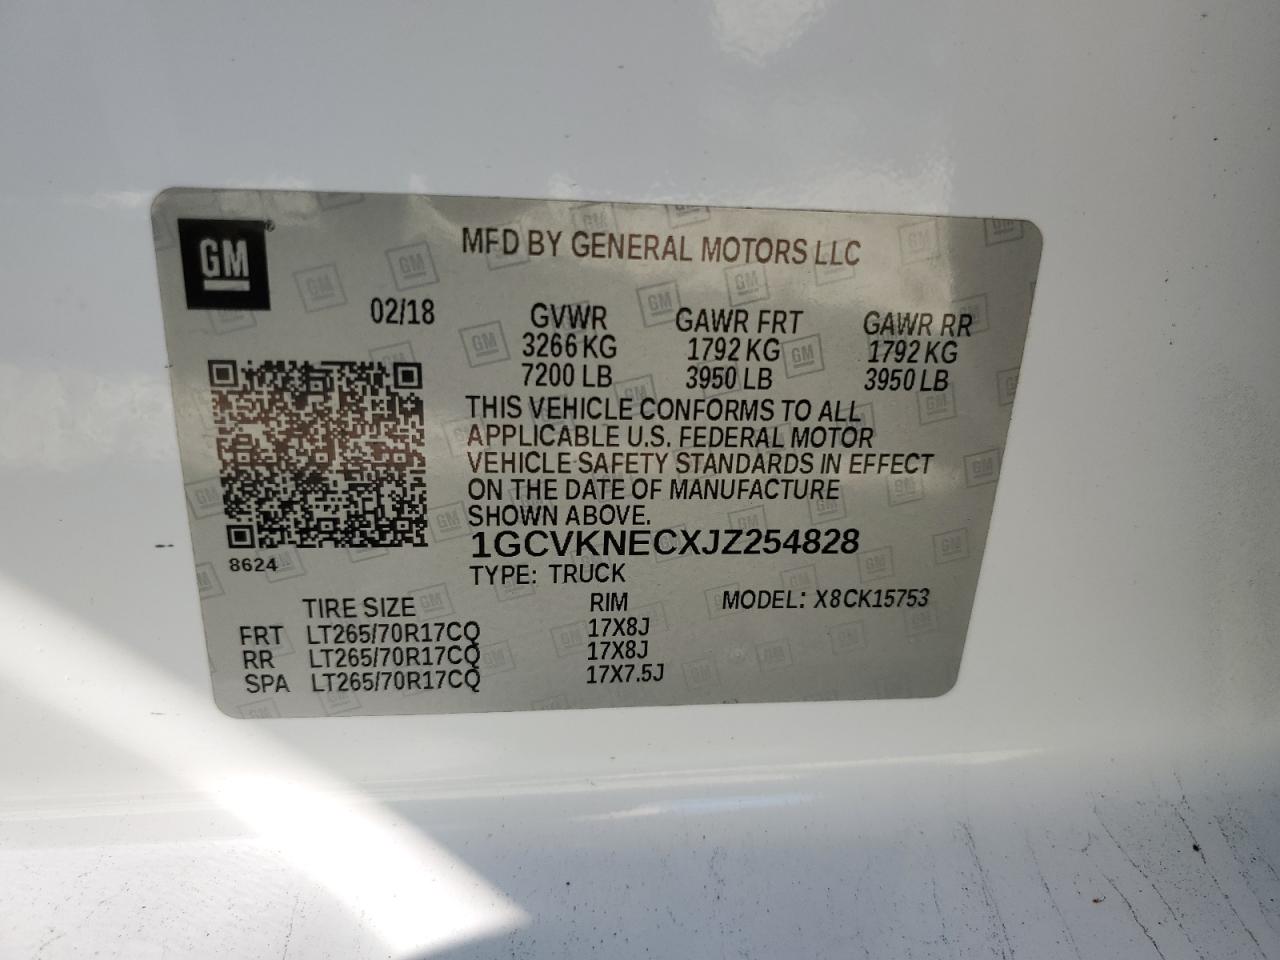 GM®
MFD BY GENERAL MOTORS LLC
02/18
GVWR GAWR FRT GAWR RR
3266 KG 1792 KG 1792 KG
7200 LB 3950 LB 3950 LB
THIS VEHICLE CONFORMS TO ALL
APPLICABLE U.S. FEDERAL MOTOR
VEHICLE SAFETY STANDARDS IN EFFECT
ON THE DATE OF MANUFACTURE
SHOWN ABOVE.
1GCVKNECXJZ254828
8624
TYPE: TRUCK
TIRE SIZE RIM MODEL: X8CK15753
FRT LT265/70R17CQ 17X8J
RR LT265/70R17CQ 17X8J
SPA LT265/70R17CQ 17X7.5J